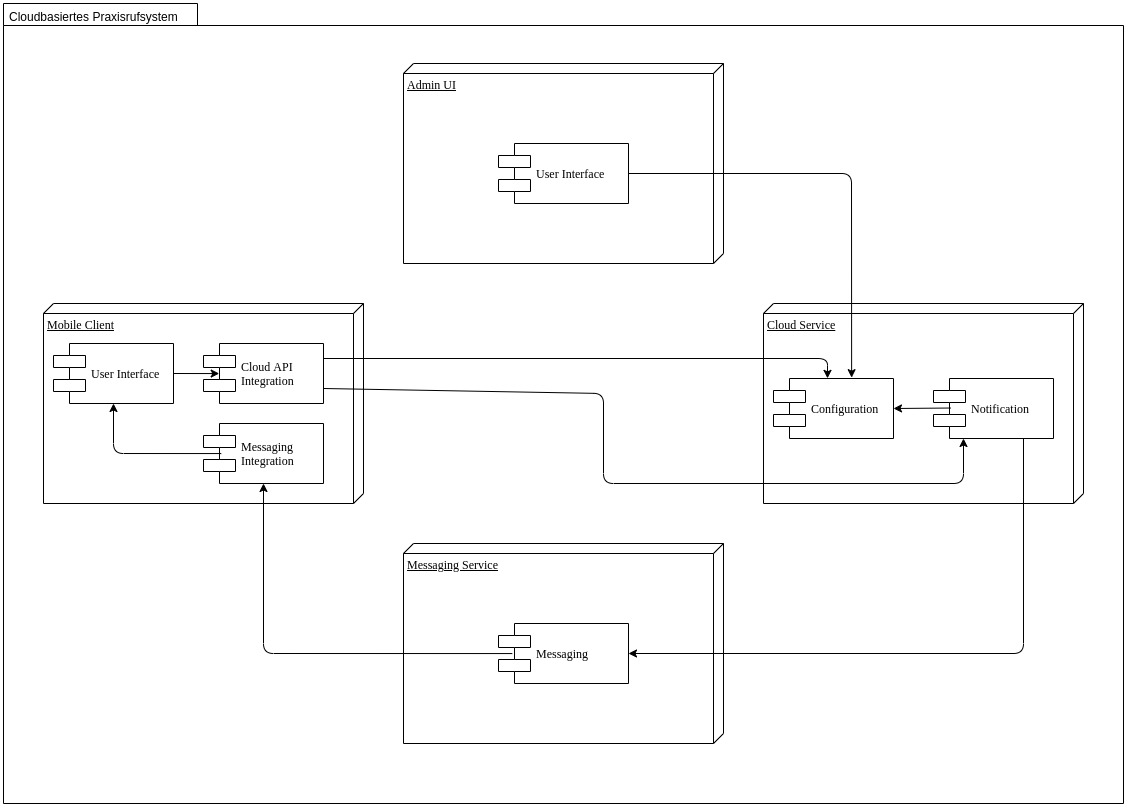 Cloudbasiertes Praxisrufsystem
Admin UI
User Interface
Mobile Client
User Interface
Cloud API
Integration
Messaging
Integration
Cloud Service
Configuration
Notification
Messaging Service
Messaging